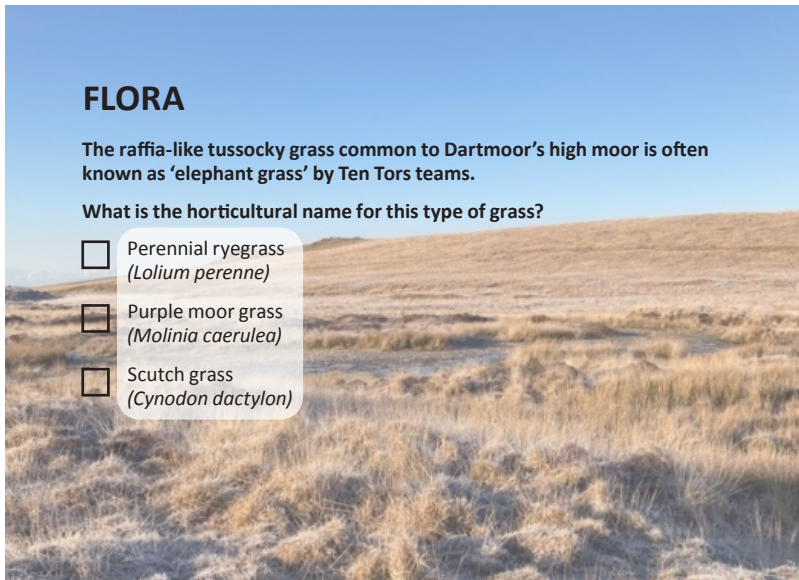 FLORA
The raffia-like tussocky grass common to Dartmoor’s high moor is often
known as ‘elephant grass’ by Ten Tors teams.
What is the horticultural name for this type of grass?
Perennial ryegrass
(Lolium perenne)
Purple moor grass
(Molinia caerulea)
Scutch grass
(Cynodon dactylon)